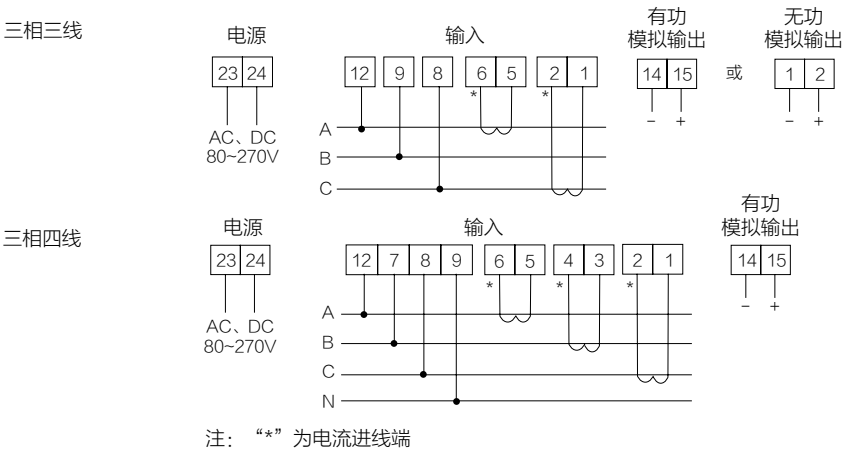 三相三线
电源
输入
有功
模拟输出
无功
模拟输出
23 24
12 9 8 6 5 2 1
14 15
或
1 2
* *
- +
- +
AC、DC
80~270V
A
B
C
三相四线
电源
输入
有功
模拟输出
23 24
12 7 8 9 6 5 4 3 2 1
14 15
* * *
- +
AC、DC
80~270V
A
B
C
N
注：“*”为电流进线端